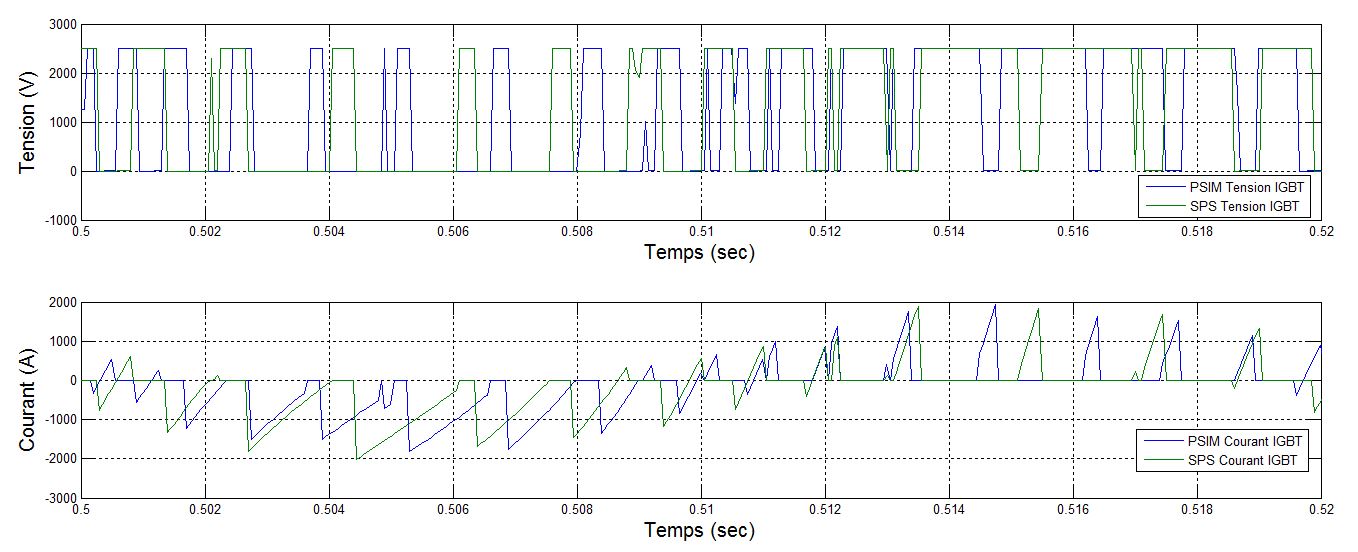 3000
2000
1000
0
-1000
Tension (V)
PSIM Tension IGBT
SPS Tension IGBT
0.5 0.502 0.504 0.506 0.508 0.51 0.512 0.514 0.516 0.518 0.52
Temps (sec)
2000
1000
0
-1000
-2000
-3000
Courant (A)
PSIM Courant IGBT
SPS Courant IGBT
0.5 0.502 0.504 0.506 0.508 0.51 0.512 0.514 0.516 0.518 0.52
Temps (sec)